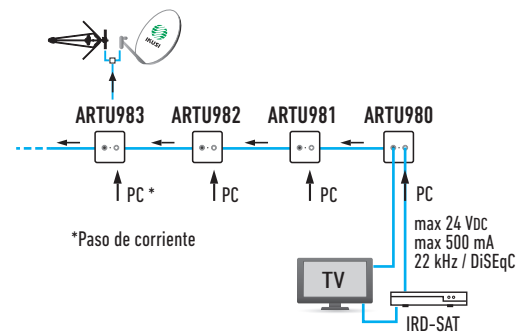 IKUSI
ARTU983 ARTU982 ARTU981 ARTU980
PC * PC PC PC
*Paso de corriente
max 24 VDC
max 500 mA
22 kHz / DiSEqC
TV
IRD-SAT